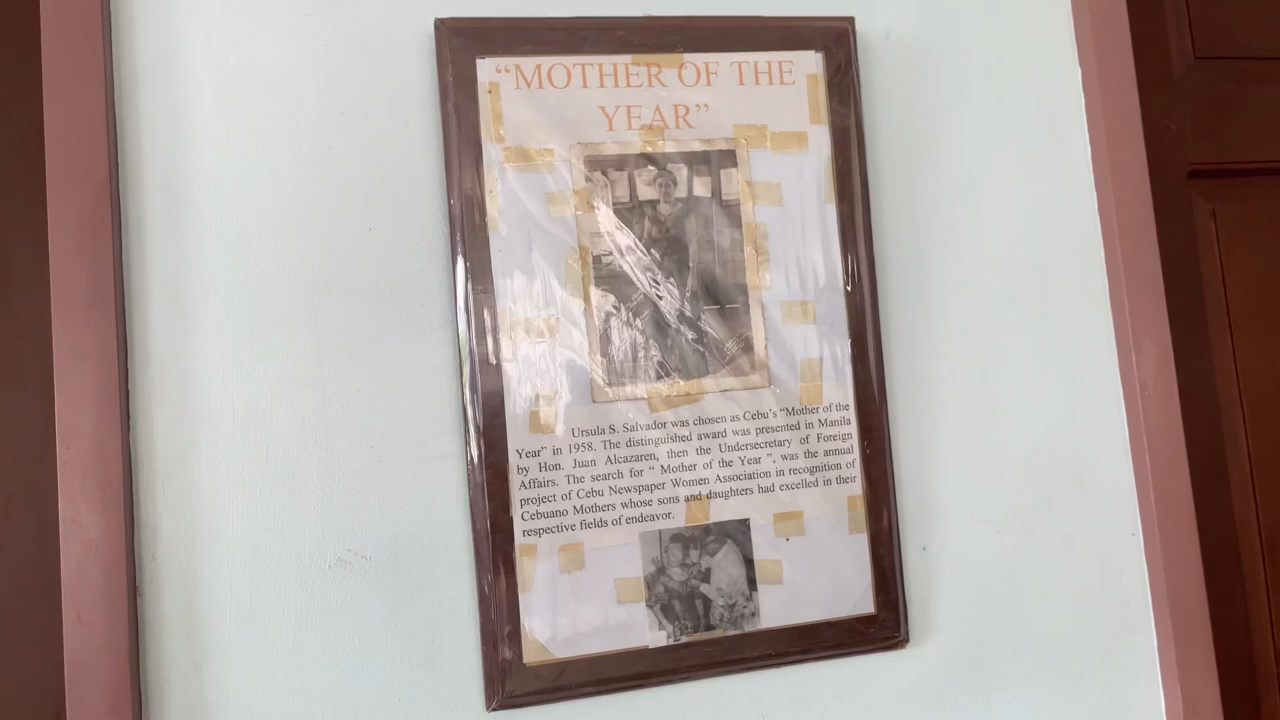 “MOTHER OF THE
YEAR”
Ursula S. Salvador was chosen as Cebu’s “Mother of the
Year” in 1958. The distinguished award was presented in Manila
by Hon. Juan Alcazaren, then the Undersecretary of Foreign
Affairs. The search for “ Mother of the Year ”, was the annual
project of Cebu Newspaper Women Association in recognition of
Cebuano Mothers whose sons and daughters had excelled in their
respective fields of endeavor.